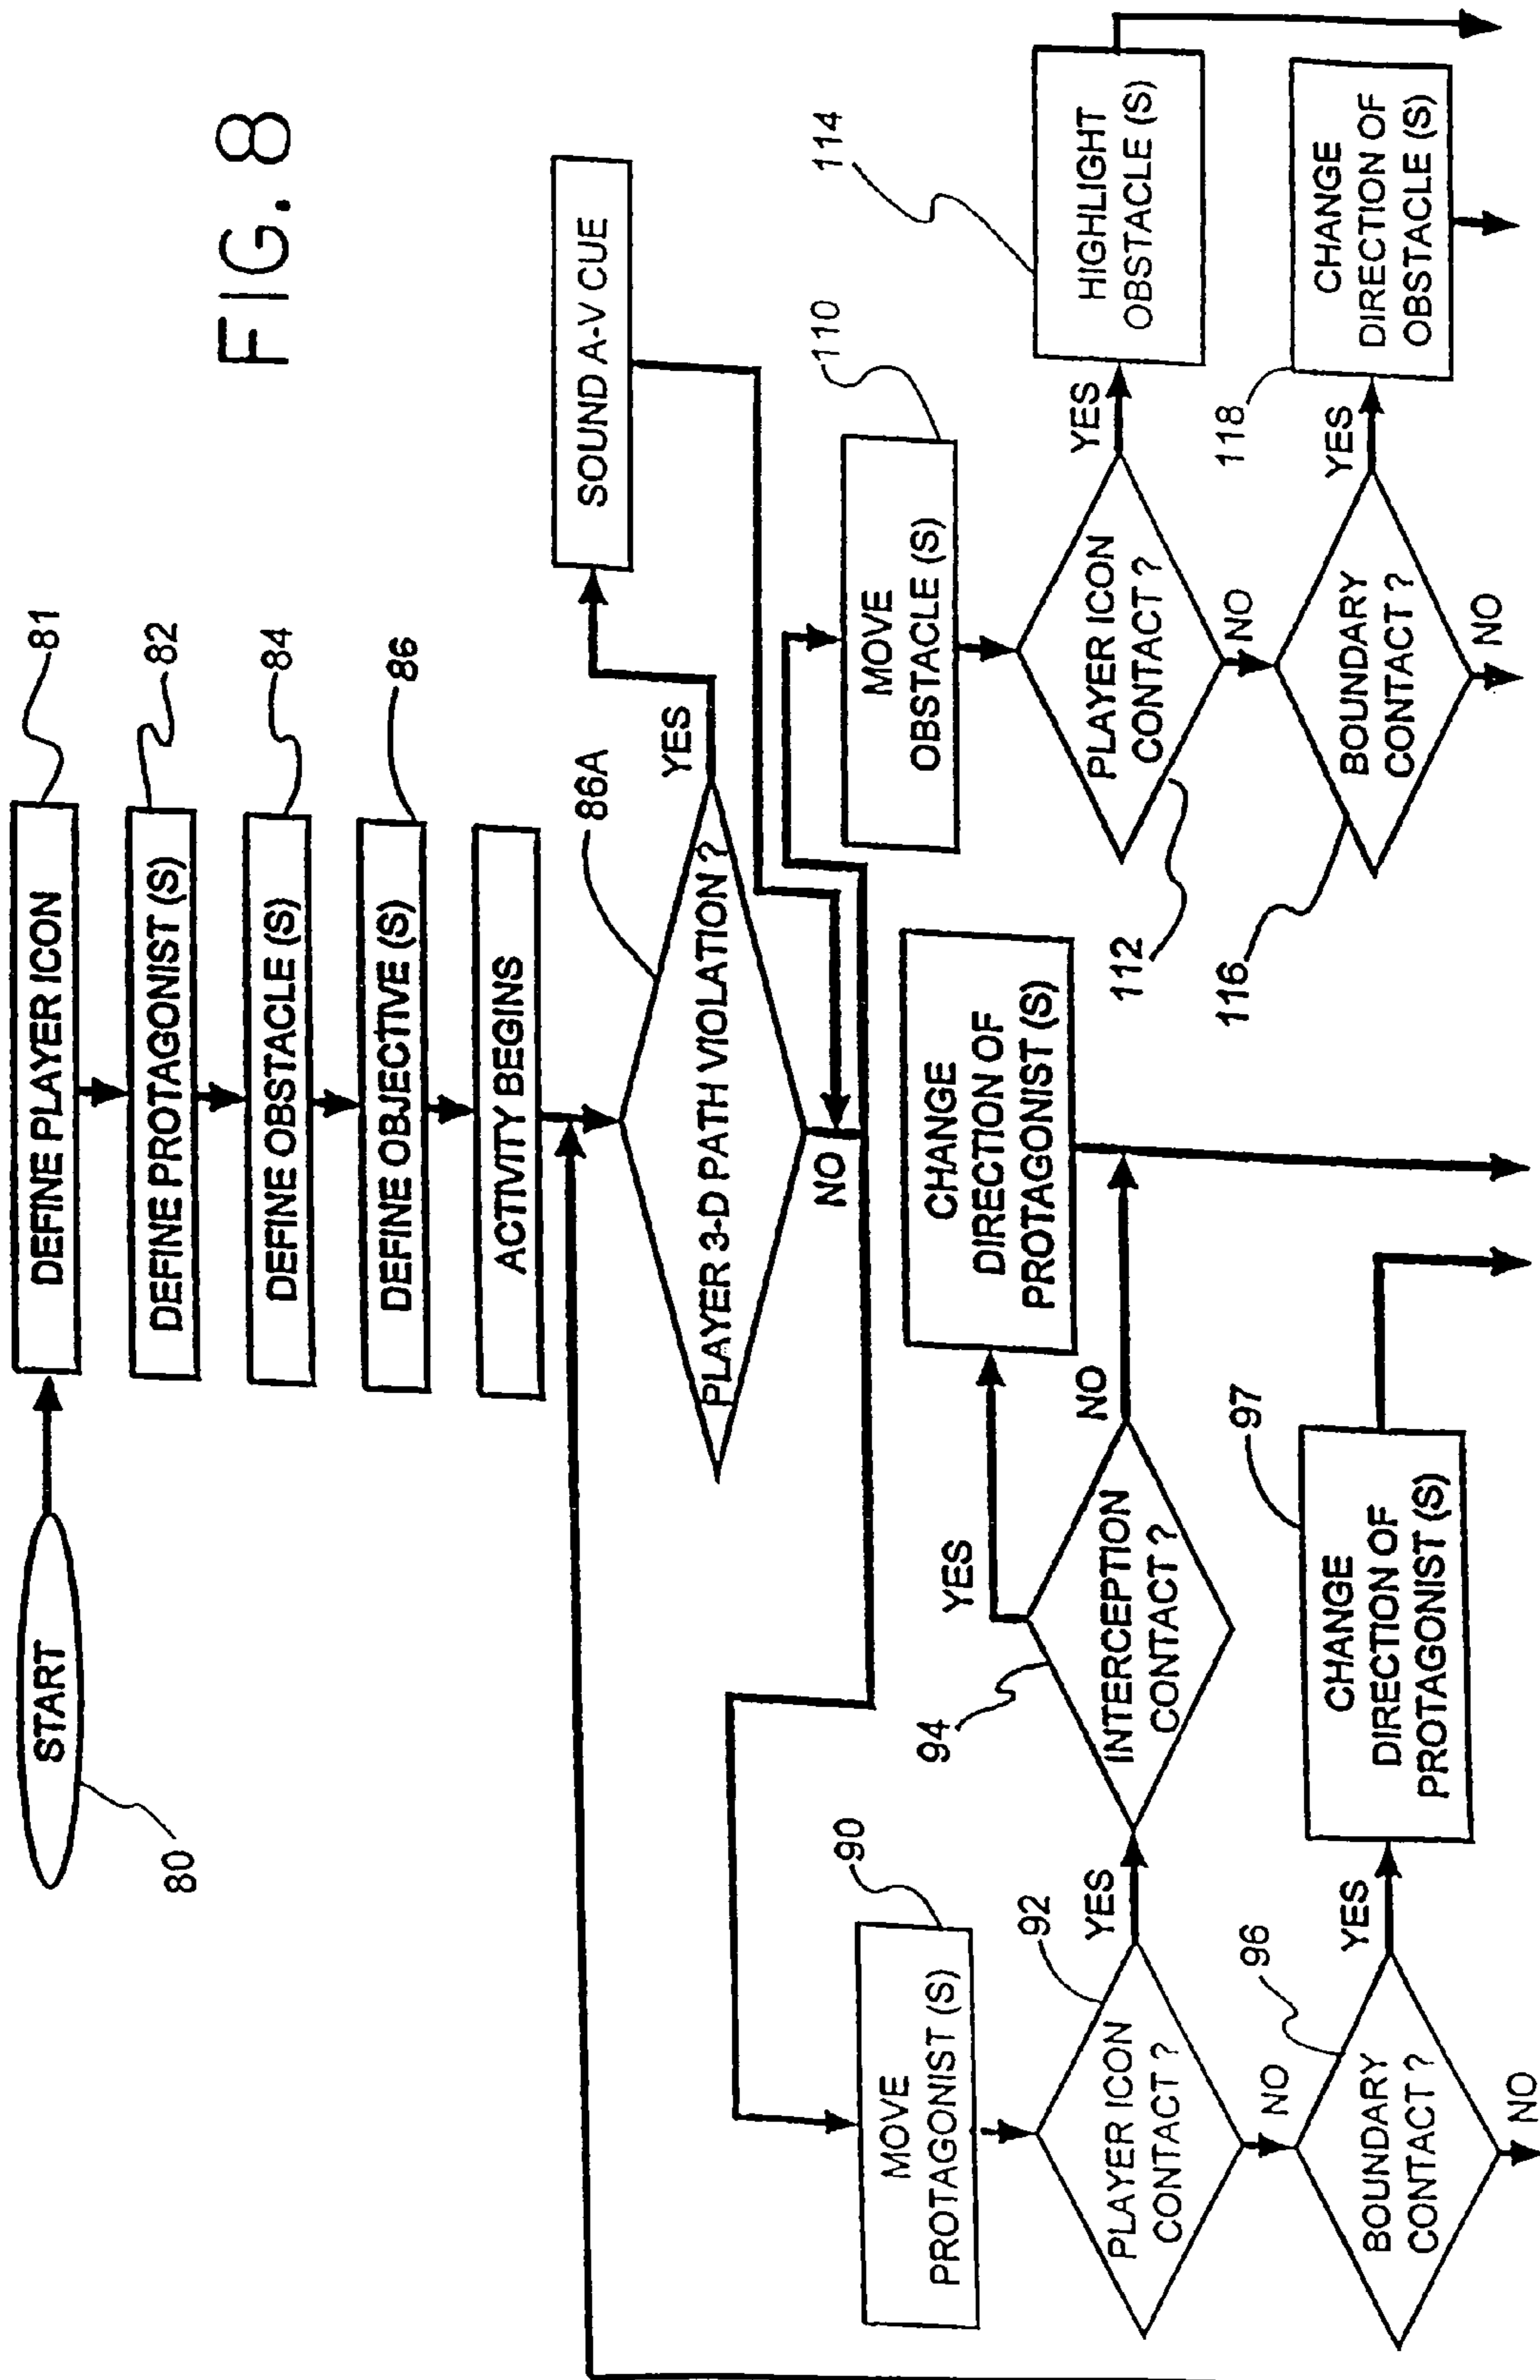 FIG. 8
START
80
DEFINE PLAYER ICON
81
DEFINE PROTAGONIST (S)
82
DEFINE OBSTACLE (S)
84
DEFINE OBJECTIVE (S)
86
ACTIVITY BEGINS
PLAYER 3-D PATH VIOLATION ?
86A
YES
SOUND A-V CUE
NO
MOVE
PROTAGONIST (S)
90
PLAYER ICON
CONTACT ?
92
YES
INTERCEPTION
CONTACT ?
94
YES
CHANGE
DIRECTION OF
PROTAGONIST (S)
NO
NO
BOUNDARY
CONTACT ?
96
YES
CHANGE
DIRECTION OF
PROTAGONIST (S)
97
NO
MOVE
OBSTACLE (S)
110
PLAYER ICON
CONTACT ?
112
YES
HIGHLIGHT
OBSTACLE (S)
114
NO
BOUNDARY
CONTACT ?
116
YES
CHANGE
DIRECTION OF
OBSTACLE (S)
118
NO